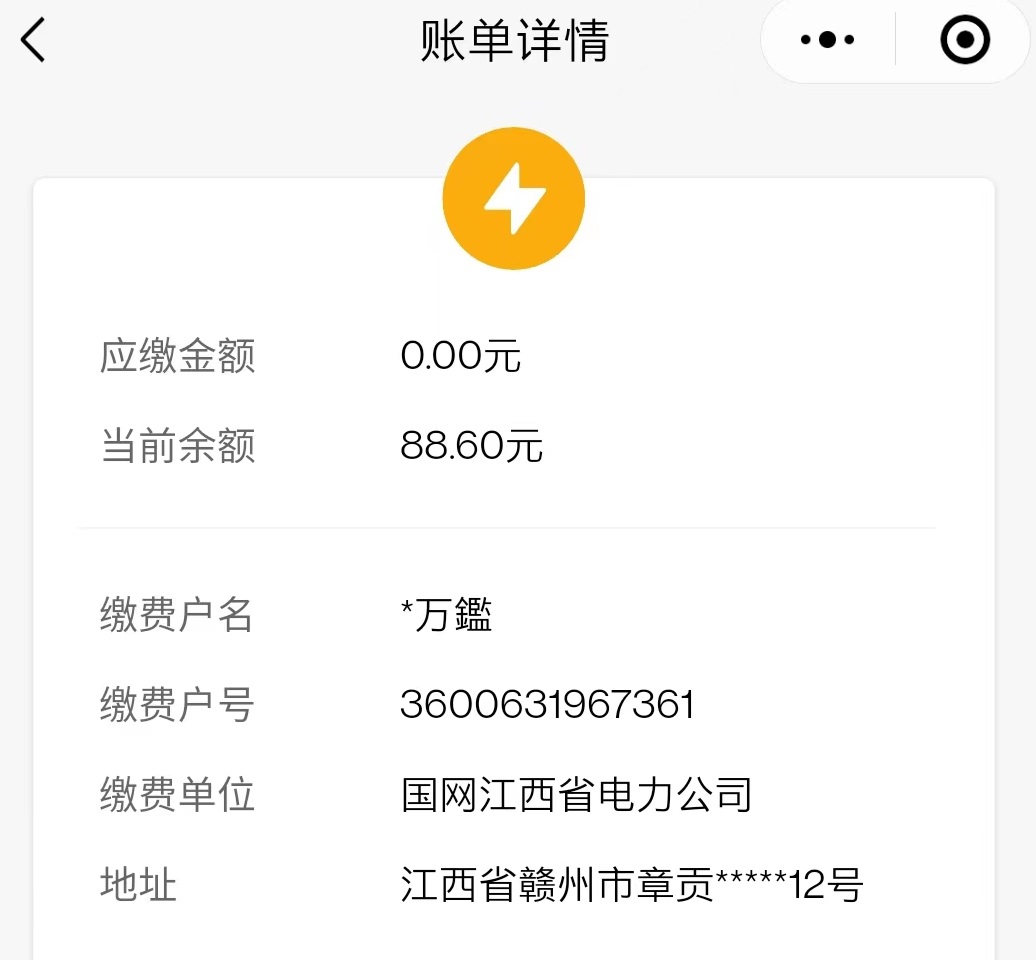 账单详情
应缴金额 0.00元
当前余额 88.60元
缴费户名 *万鑑
缴费户号 3600631967361
缴费单位 国网江西省电力公司
地址 江西省赣州市章贡*****12号